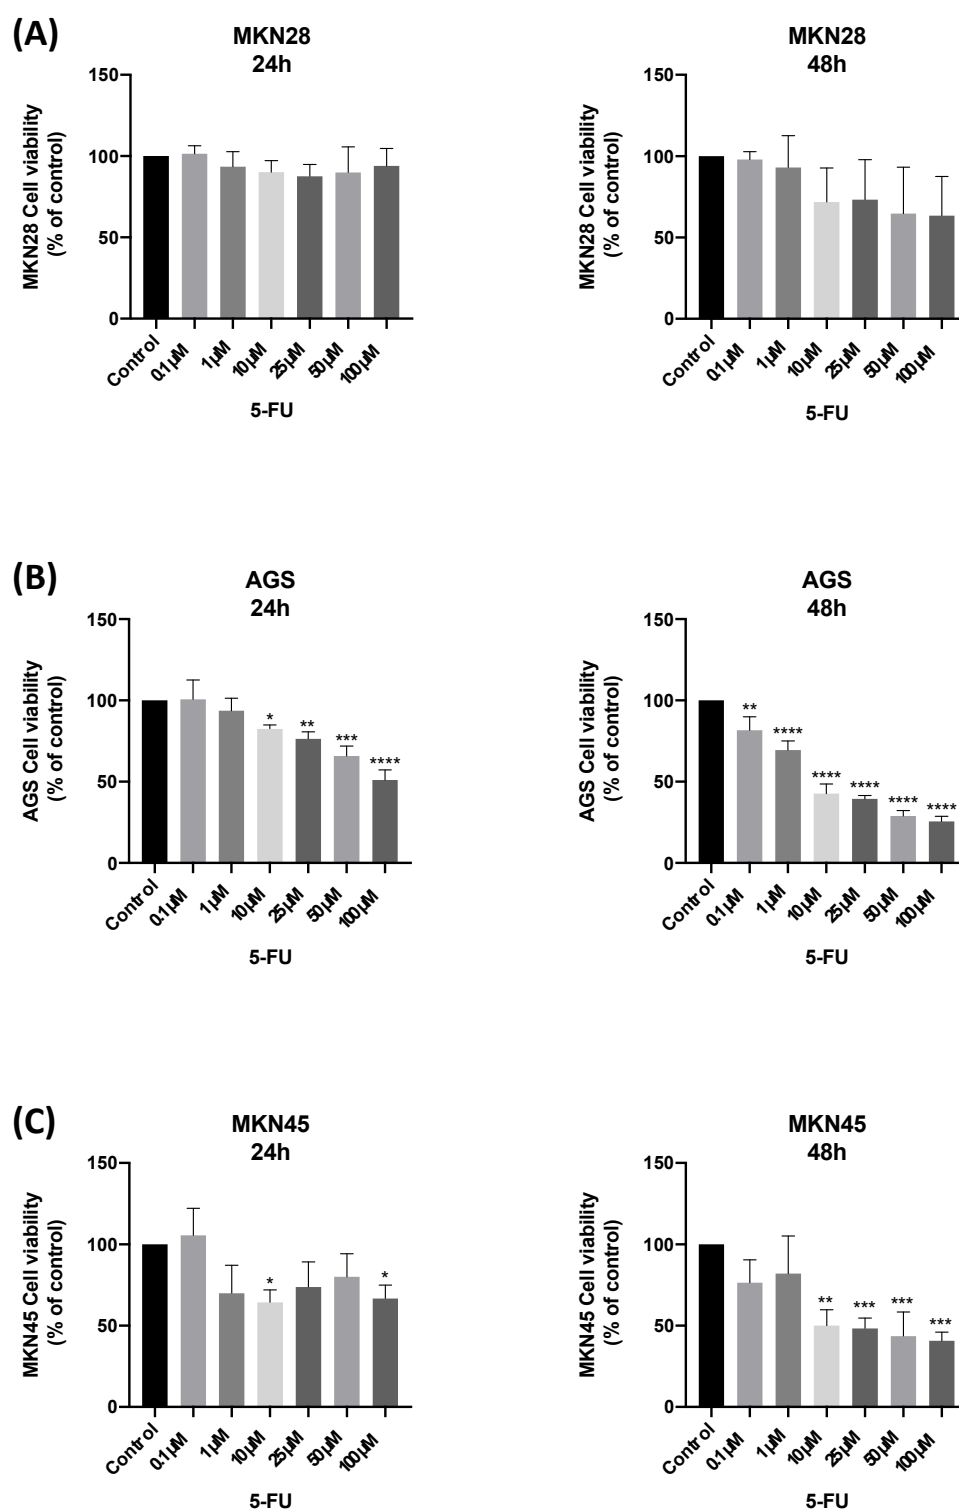 (A)
MKN28
24h
MKN28 Cell viability
(% of control)
150
100
50
0
Control
0.1µM
1µM
10µM
25µM
50µM
100µM
5-FU
MKN28
48h
MKN28 Cell viability
(% of control)
150
100
50
0
Control
0.1µM
1µM
10µM
25µM
50µM
100µM
5-FU
(B)
AGS
24h
AGS Cell viability
(% of control)
150
100
50
0
*
**
***
****
Control
0.1µM
1µM
10µM
25µM
50µM
100µM
5-FU
AGS
48h
AGS Cell viability
(% of control)
150
100
50
0
**
****
****
****
****
****
Control
0.1µM
1µM
10µM
25µM
50µM
100µM
5-FU
(C)
MKN45
24h
MKN45 Cell viability
(% of control)
150
100
50
0
*
*
Control
0.1µM
1µM
10µM
25µM
50µM
100µM
5-FU
MKN45
48h
MKN45 Cell viability
(% of control)
150
100
50
0
**
***
***
***
Control
0.1µM
1µM
10µM
25µM
50µM
100µM
5-FU